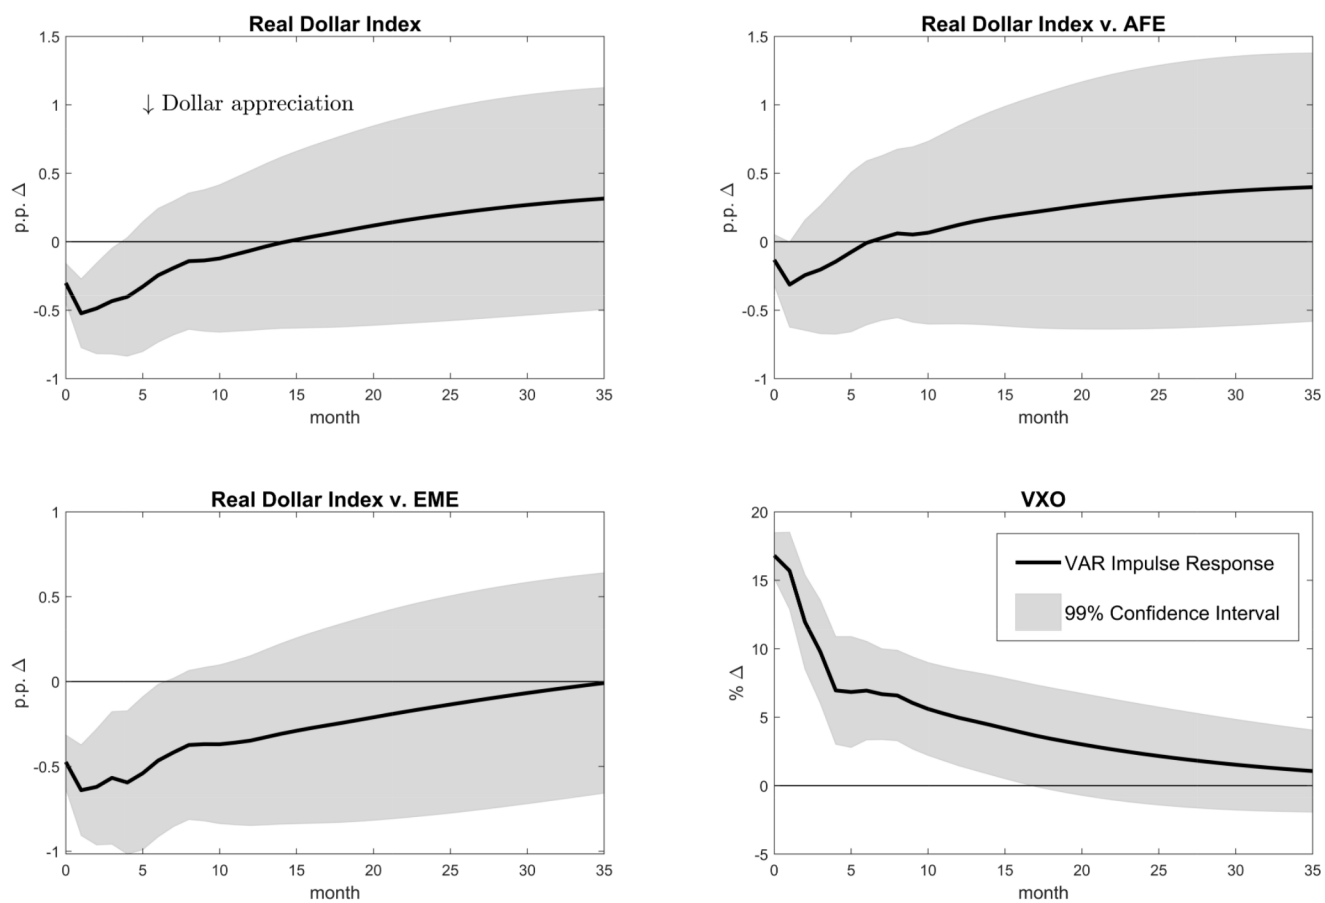 Real Dollar Index
1.5
1
0.5
0
-0.5
-1
p.p. Δ
↓ Dollar appreciation
0 5 10 15 20 25 30 35
month
Real Dollar Index v. AFE
1.5
1
0.5
0
-0.5
-1
p.p. Δ
0 5 10 15 20 25 30 35
month
Real Dollar Index v. EME
1
0.5
0
-0.5
-1
p.p. Δ
0 5 10 15 20 25 30 35
month
VXO
20
15
10
5
0
-5
% Δ
VAR Impulse Response
99% Confidence Interval
0 5 10 15 20 25 30 35
month